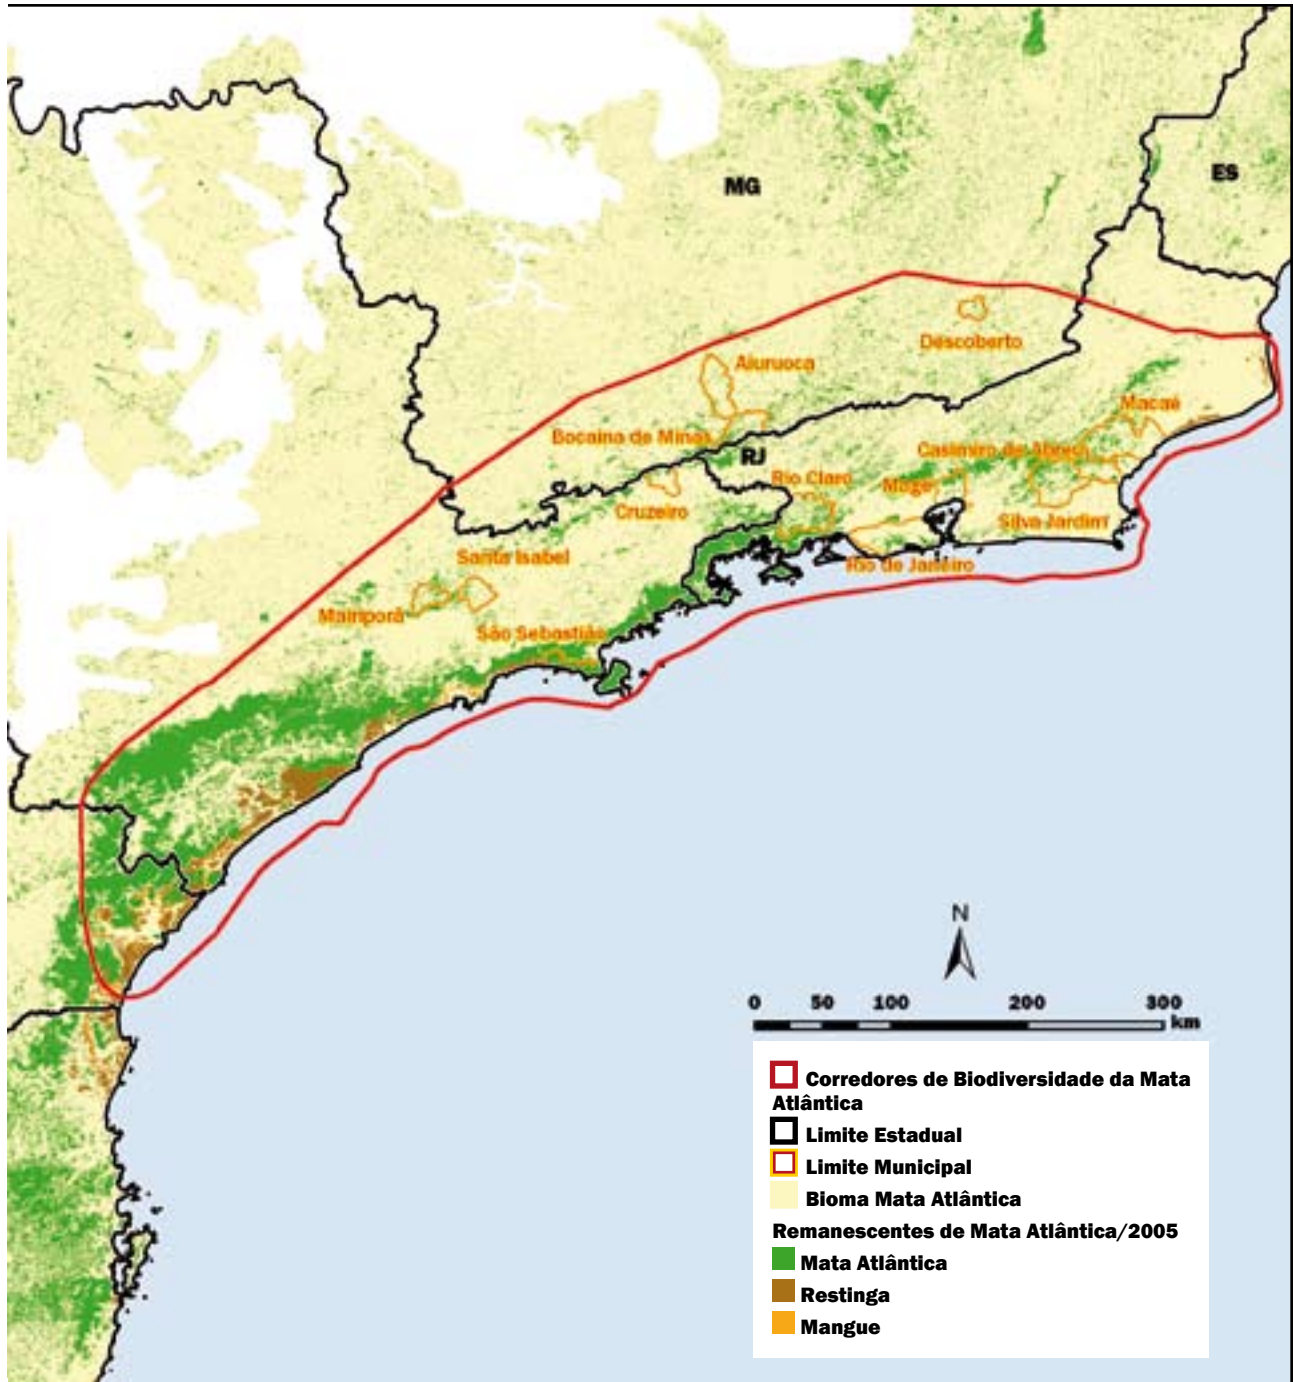 MG
ES
Descoberto
Aiuruoca
Macaé
Bocaina de Minas
RJ
Casimiro de Abreu
Rio Claro
Magé
Cruzeiro
Silva Jardim
Santa Isabel
Rio de Janeiro
Mairiporã
São Sebastião
N
0 50 100 200 300
km
Corredores de Biodiversidade da Mata
Atlântica
Limite Estadual
Limite Municipal
Bioma Mata Atlântica
Remanescentes de Mata Atlântica/2005
Mata Atlântica
Restinga
Mangue